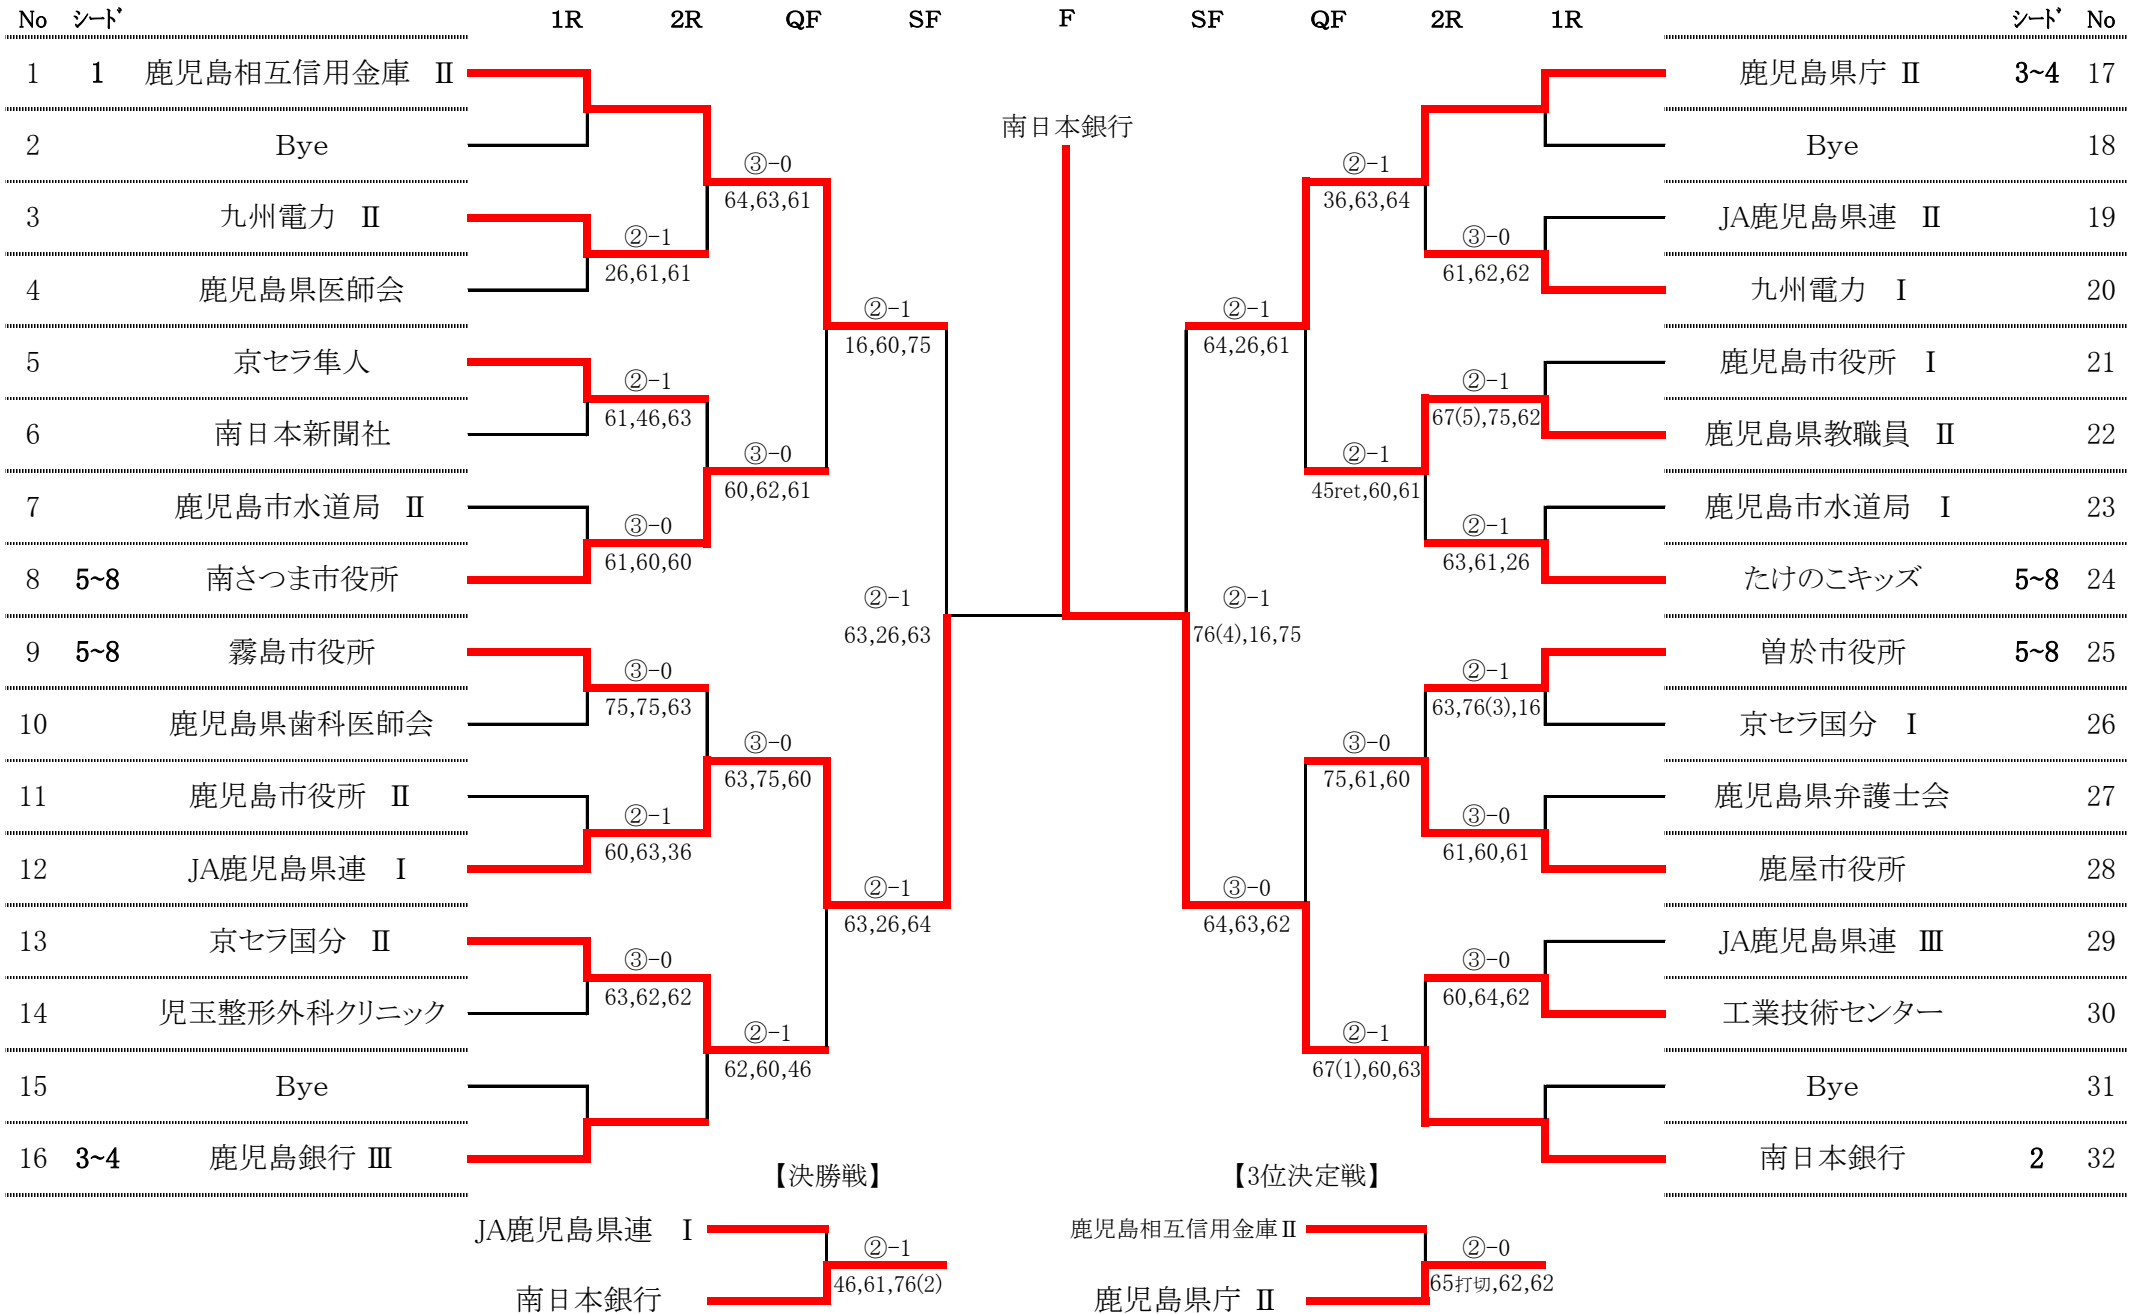 No シード 1R 2R QF SF F SF QF 2R 1R シード No
1 1 鹿児島相互信用金庫 Ⅱ 鹿児島県庁 Ⅱ 3~4 17
南日本銀行
2 Bye Bye 18
③-0 ②-1
64,63,61 36,63,64
3 九州電力 Ⅱ JA鹿児島県連 Ⅱ 19
②-1 ③-0
26,61,61 61,62,62
4 鹿児島県医師会 九州電力 Ⅰ 20
②-1 ②-1
16,60,75 64,26,61
5 京セラ隼人 鹿児島市役所 Ⅰ 21
②-1 ②-1
61,46,63 67(5),75,62
6 南日本新聞社 鹿児島県教職員 Ⅱ 22
③-0 ②-1
60,62,61 45ret,60,61
7 鹿児島市水道局 Ⅱ 鹿児島市水道局 Ⅰ 23
③-0 ②-1
61,60,60 63,61,26
8 5~8 南さつま市役所 たけのこキッズ 5~8 24
②-1 ②-1
63,26,63 76(4),16,75
9 5~8 霧島市役所 曽於市役所 5~8 25
③-0 ②-1
75,75,63 63,76(3),16
10 鹿児島県歯科医師会 京セラ国分 Ⅰ 26
③-0 ③-0
63,75,60 75,61,60
11 鹿児島市役所 Ⅱ 鹿児島県弁護士会 27
②-1 ③-0
60,63,36 61,60,61
12 JA鹿児島県連 Ⅰ 鹿屋市役所 28
②-1 ③-0
63,26,64 64,63,62
13 京セラ国分 Ⅱ JA鹿児島県連 Ⅲ 29
③-0 ③-0
63,62,62 60,64,62
14 児玉整形外科クリニック 工業技術センター 30
②-1 ②-1
62,60,46 67(1),60,63
15 Bye Bye 31
16 3~4 鹿児島銀行 Ⅲ 南日本銀行 2 32
【決勝戦】 【3位決定戦】
JA鹿児島県連 Ⅰ 鹿児島相互信用金庫Ⅱ
②-1 ②-0
46,61,76(2) 65打切,62,62
南日本銀行 鹿児島県庁 Ⅱ